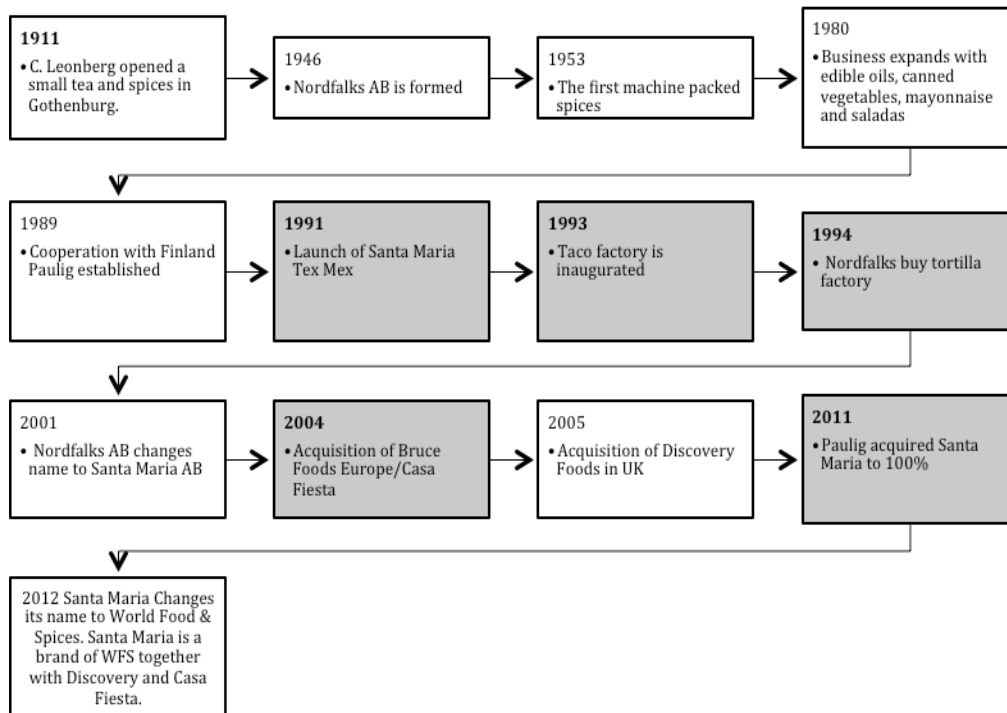 1911
• C. Leonberg opened a
small tea and spices in
Gothenburg.
1946
• Nordfalks AB is formed
1953
• The first machine packed
spices
1980
• Business expands with
edible oils, canned
vegetables, mayonnaise
and saladas
1989
• Cooperation with Finland
Paulig established
1991
• Launch of Santa Maria
Tex Mex
1993
• Taco factory is
inaugurated
1994
• Nordfalks buy tortilla
factory
2001
• Nordfalks AB changes
name to Santa Maria AB
2004
• Acquisition of Bruce
Foods Europe/Casa
Fiesta
2005
• Acquisition of Discovery
Foods in UK
2011
• Paulig acquired Santa
Maria to 100%
2012 Santa Maria Changes
its name to World Food &
Spices. Santa Maria is a
brand of WFS together
with Discovery and Casa
Fiesta.